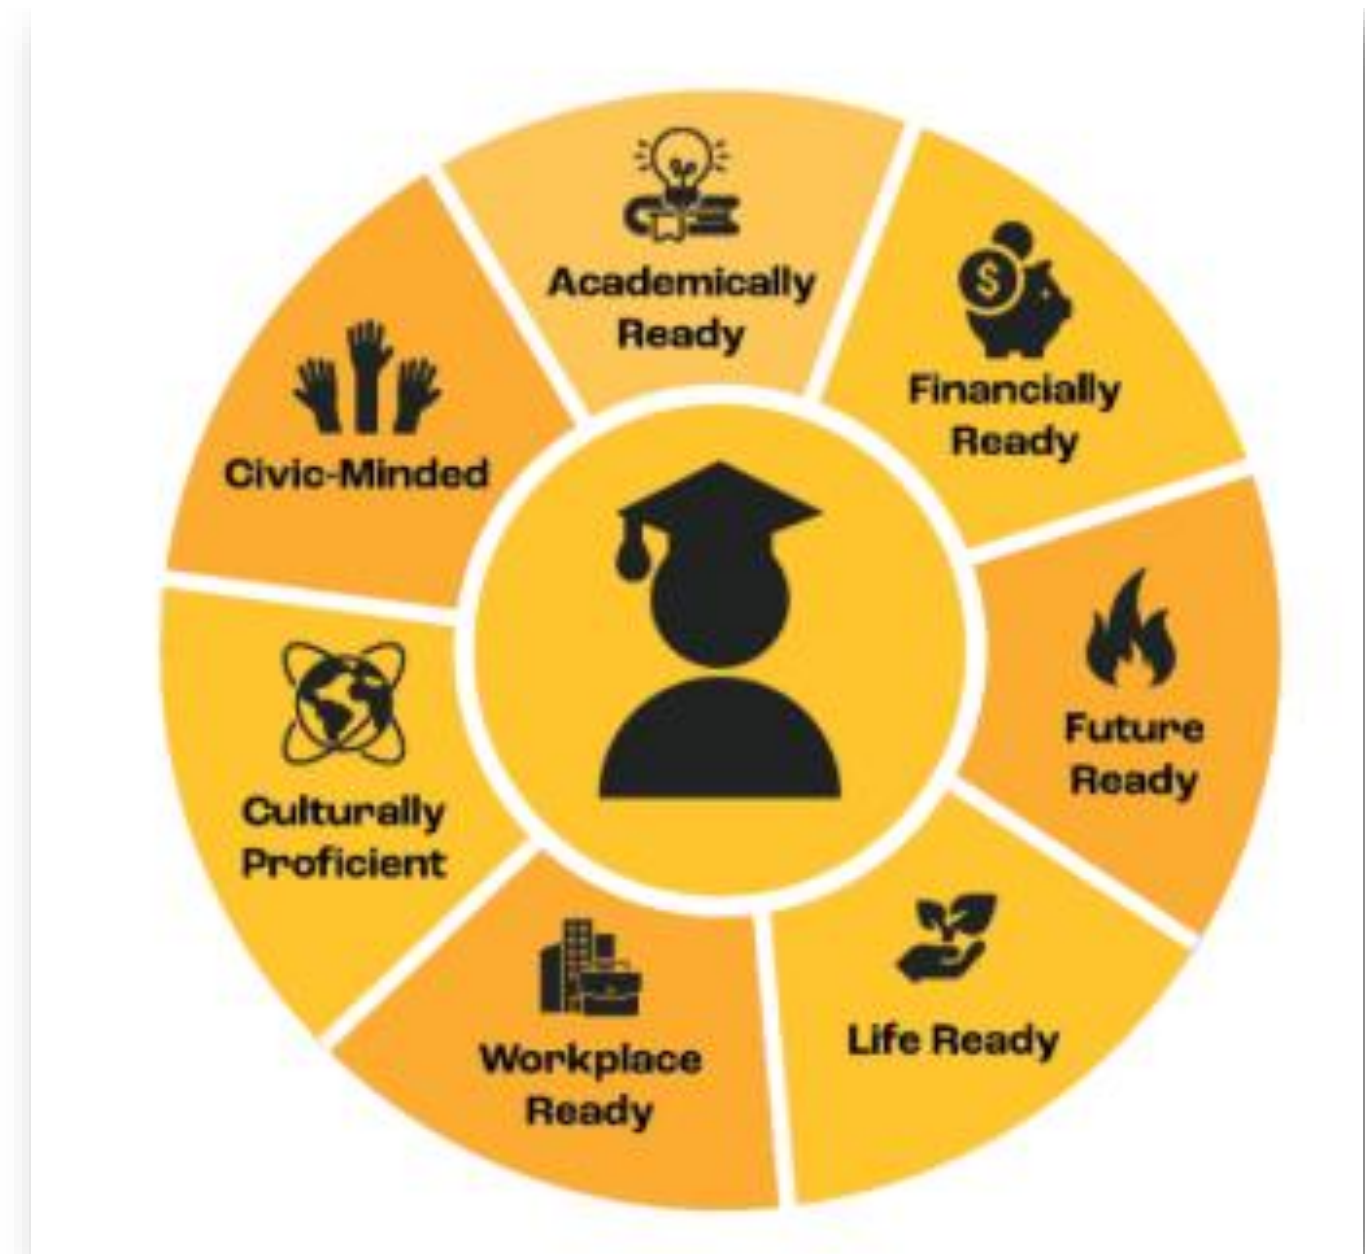 Academically
Ready
Financially
Ready
Future
Ready
Life Ready
Workplace
Ready
Culturally
Proficient
Civic-Minded
$